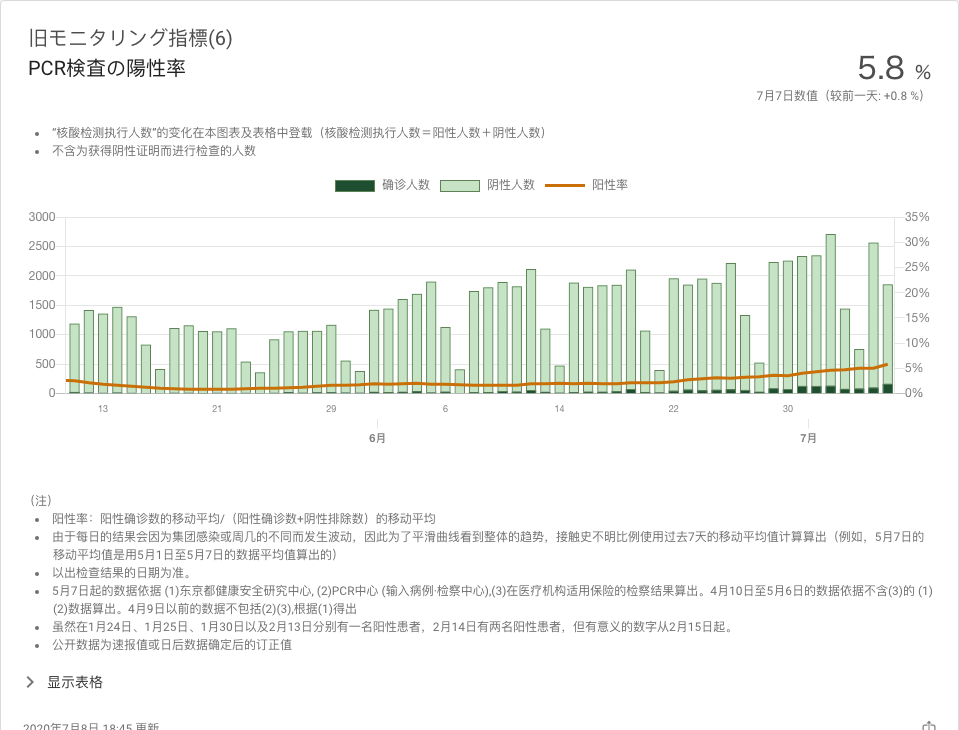 旧モニタリング指標(6)
PCR検査の陽性率
5.8 %
7月7日数值（较前一天: +0.8 %）
• “核酸检测执行人数”的变化在本图表及表格中登载（核酸检测执行人数＝阳性人数＋阴性人数）
• 不含为获得阴性证明而进行检查的人数
确诊人数 阴性人数 阳性率
3000 35%
2500 30%
2000 25%
1500 20%
1000 15%
500 10%
0 5%
0%
13 21 29 6 14 22 30
6月 7月
（注）
• 阳性率：阳性确诊数的移动平均/（阳性确诊数+阴性排除数）的移动平均
• 由于每日的结果会因为集团感染或周几的不同而发生波动，因此为了平滑曲线看到整体的趋势，接触史不明比例使用过去7天的移动平均值计算算出（例如，5月7日的
移动平均值是用5月1日至5月7日的数据平均值算出的）
• 以出检查结果的日期为准。
• 5月7日起的数据依据 (1)东京都健康安全研究中心, (2)PCR中心 (输入病例·检察中心),(3)在医疗机构适用保险的检察结果算出。4月10日至5月6日的数据依据不含(3)的 (1)
(2)数据算出。4月9日以前的数据不包括(2)(3),根据(1)得出
• 虽然在1月24日、1月25日、1月30日以及2月13日分别有一名阳性患者，2月14日有两名阳性患者，但有意义的数字从2月15日起。
• 公开数据为速报值或日后数据确定后的订正值
显示表格
2020年7月8日 18:45 更新